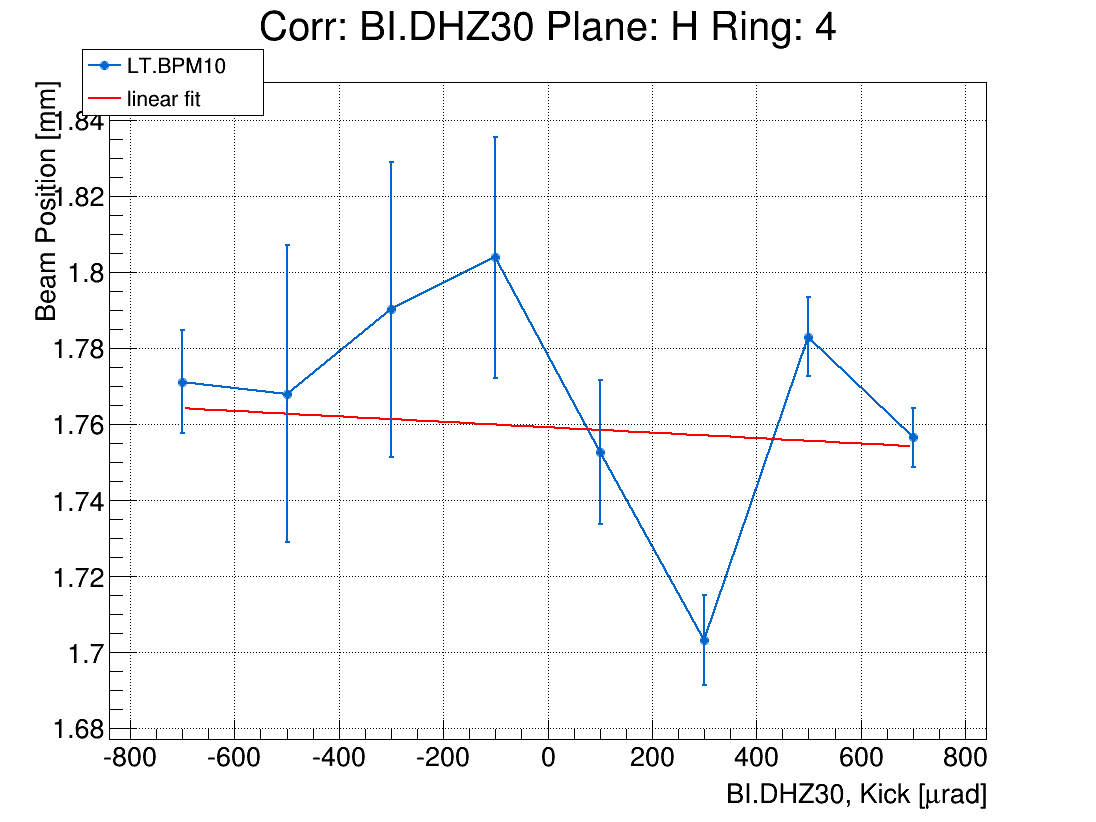 Corr: BI.DHZ30 Plane: H Ring: 4
LT.BPM10
linear fit
Beam Position [mm]
1.84
1.82
1.8
1.78
1.76
1.74
1.72
1.7
1.68
-800 -600 -400 -200 0 200 400 600 800
BI.DHZ30, Kick [μrad]